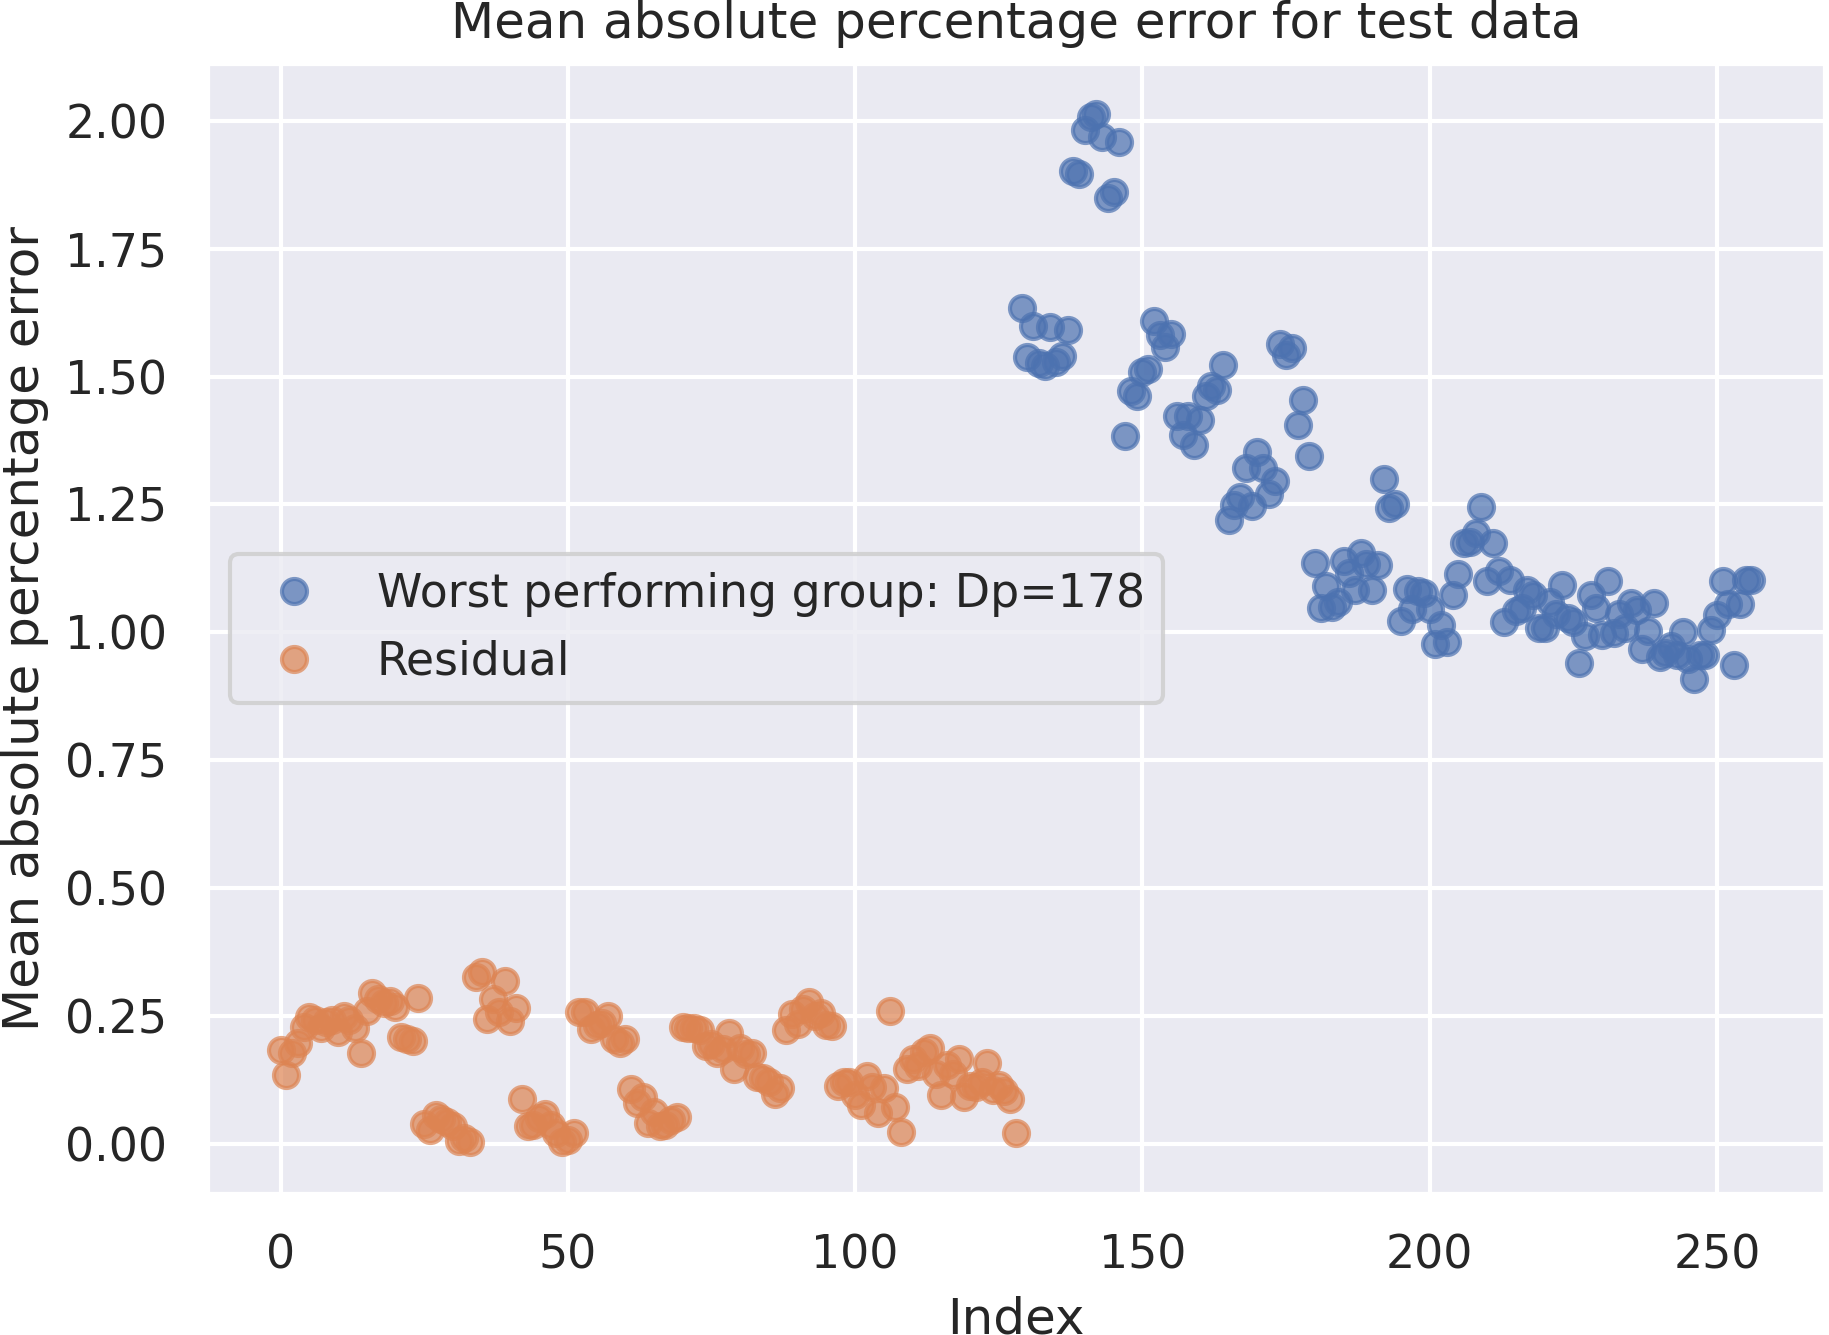 Mean absolute percentage error for test data
Mean absolute percentage error
2.00
1.75
1.50
1.25
1.00
0.75
0.50
0.25
0.00
Worst performing group: Dp=178
Residual
0 50 100 150 200 250
Index